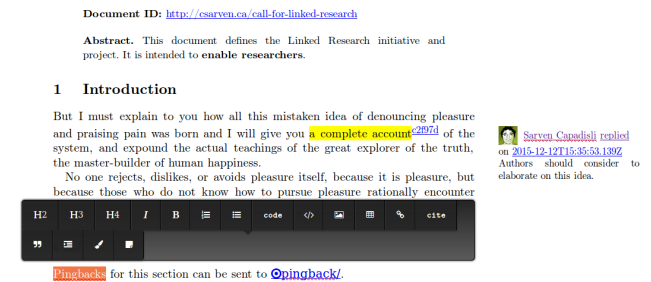 Document ID: http://csarven.ca/call-for-linked-research
Abstract. This document defines the Linked Research initiative and
project. It is intended to enable researchers.
1 Introduction
But I must explain to you how all this mistaken idea of denouncing pleasure
and praising pain was born and I will give you a complete account c2f97d of the
system, and expound the actual teachings of the great explorer of the truth,
the master-builder of human happiness.
No one rejects, dislikes, or avoids pleasure itself, because it is pleasure, but
because those who do not know how to pursue pleasure rationally encounter
Sarven Capadisli replied
on 2015-12-12T15:35:53.139Z
Authors should consider to
elaborate on this idea.
H2 H3 H4 I B code </> cite
Pingbacks for this section can be sent to pingback/.